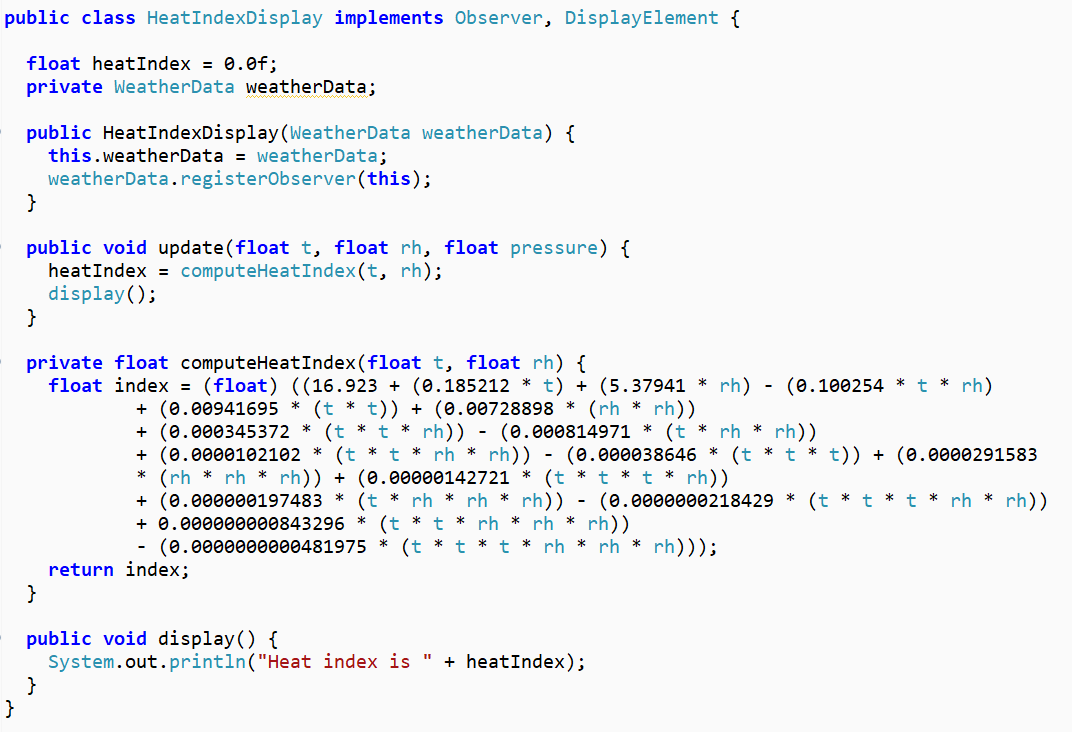 public class HeatIndexDisplay implements Observer, DisplayElement {
float heatIndex = 0.0f;
private WeatherData weatherData;
public HeatIndexDisplay(WeatherData weatherData) {
this.weatherData = weatherData;
weatherData.registerObserver(this);
}
public void update(float t, float rh, float pressure) {
heatIndex = computeHeatIndex(t, rh);
display();
}
private float computeHeatIndex(float t, float rh) {
float index = (float) ((16.923 + (0.185212 * t) + (5.37941 * rh) - (0.100254 * t * rh)
+ (0.00941695 * (t * t)) + (0.00728898 * (rh * rh))
+ (0.000345372 * (t * t * rh)) - (0.000814971 * (t * rh * rh))
+ (0.0000102102 * (t * t * rh * rh)) - (0.000038646 * (t * t * t)) + (0.0000291583
* (rh * rh * rh)) + (0.00000142721 * (t * t * t * rh))
+ (0.000000197483 * (t * rh * rh * rh)) - (0.0000000218429 * (t * t * t * rh * rh))
+ 0.000000000843296 * (t * t * rh * rh * rh))
- (0.0000000000481975 * (t * t * t * rh * rh * rh)));
return index;
}
public void display() {
System.out.println("Heat index is " + heatIndex);
}
}